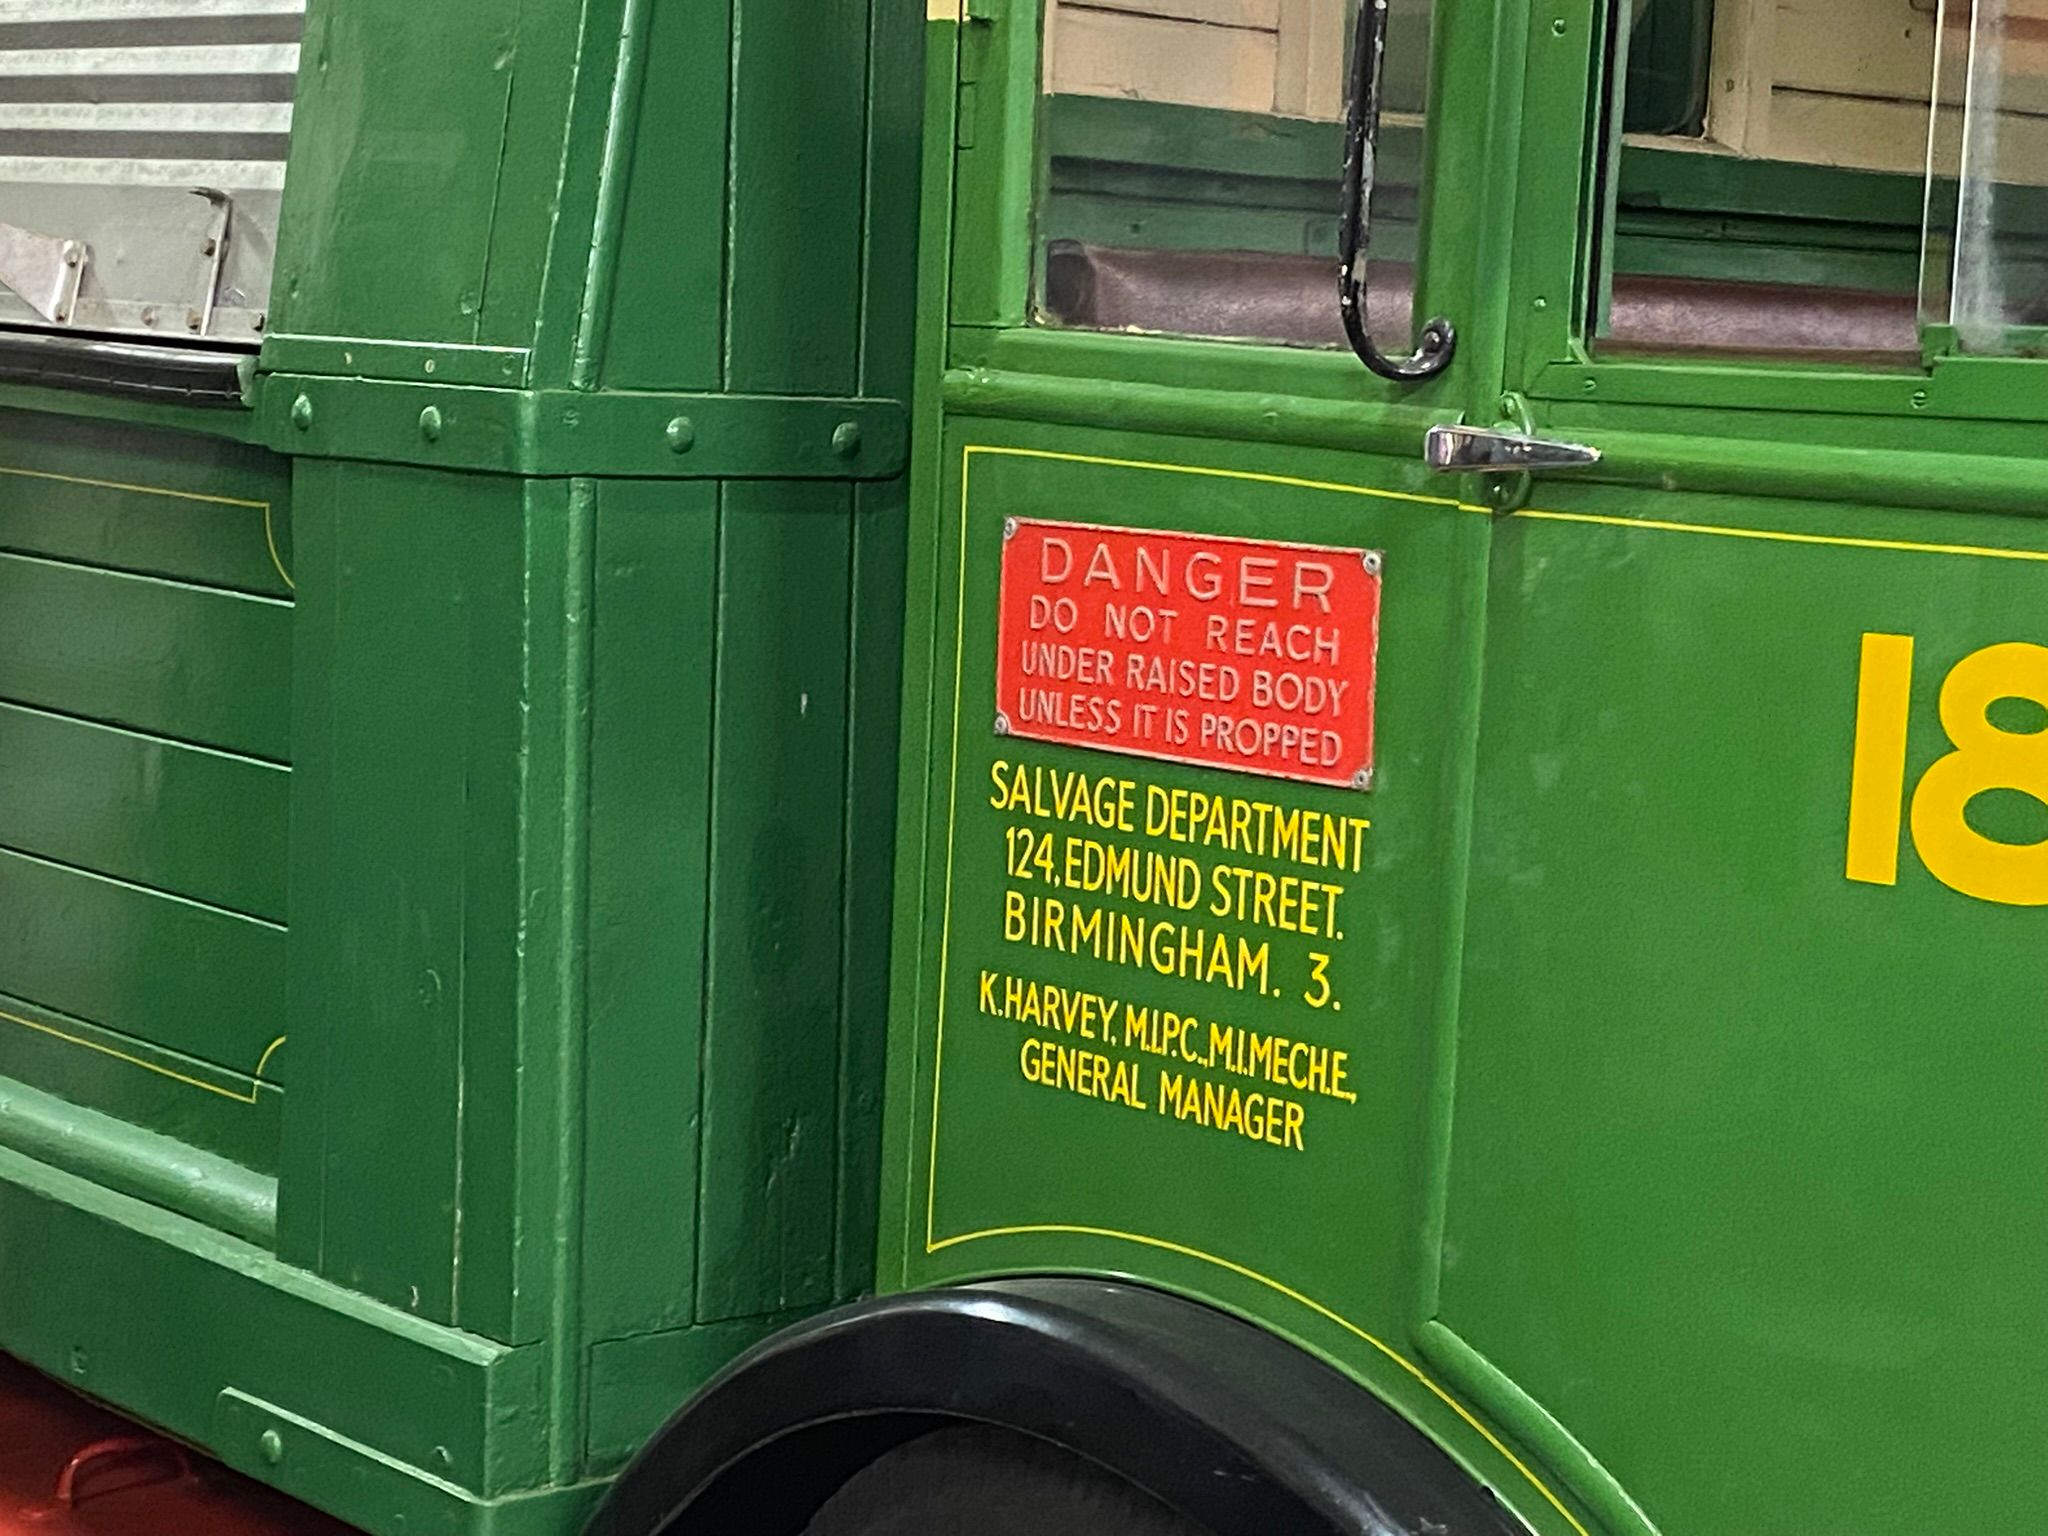 DANGER
DO NOT REACH
UNDER RAISED BODY
UNLESS IT IS PROPPED
SALVAGE DEPARTMENT
124, EDMUND STREET.
BIRMINGHAM. 3.
K. HARVEY, M.I.P.C., M.I.MECH.E.,
GENERAL MANAGER
18